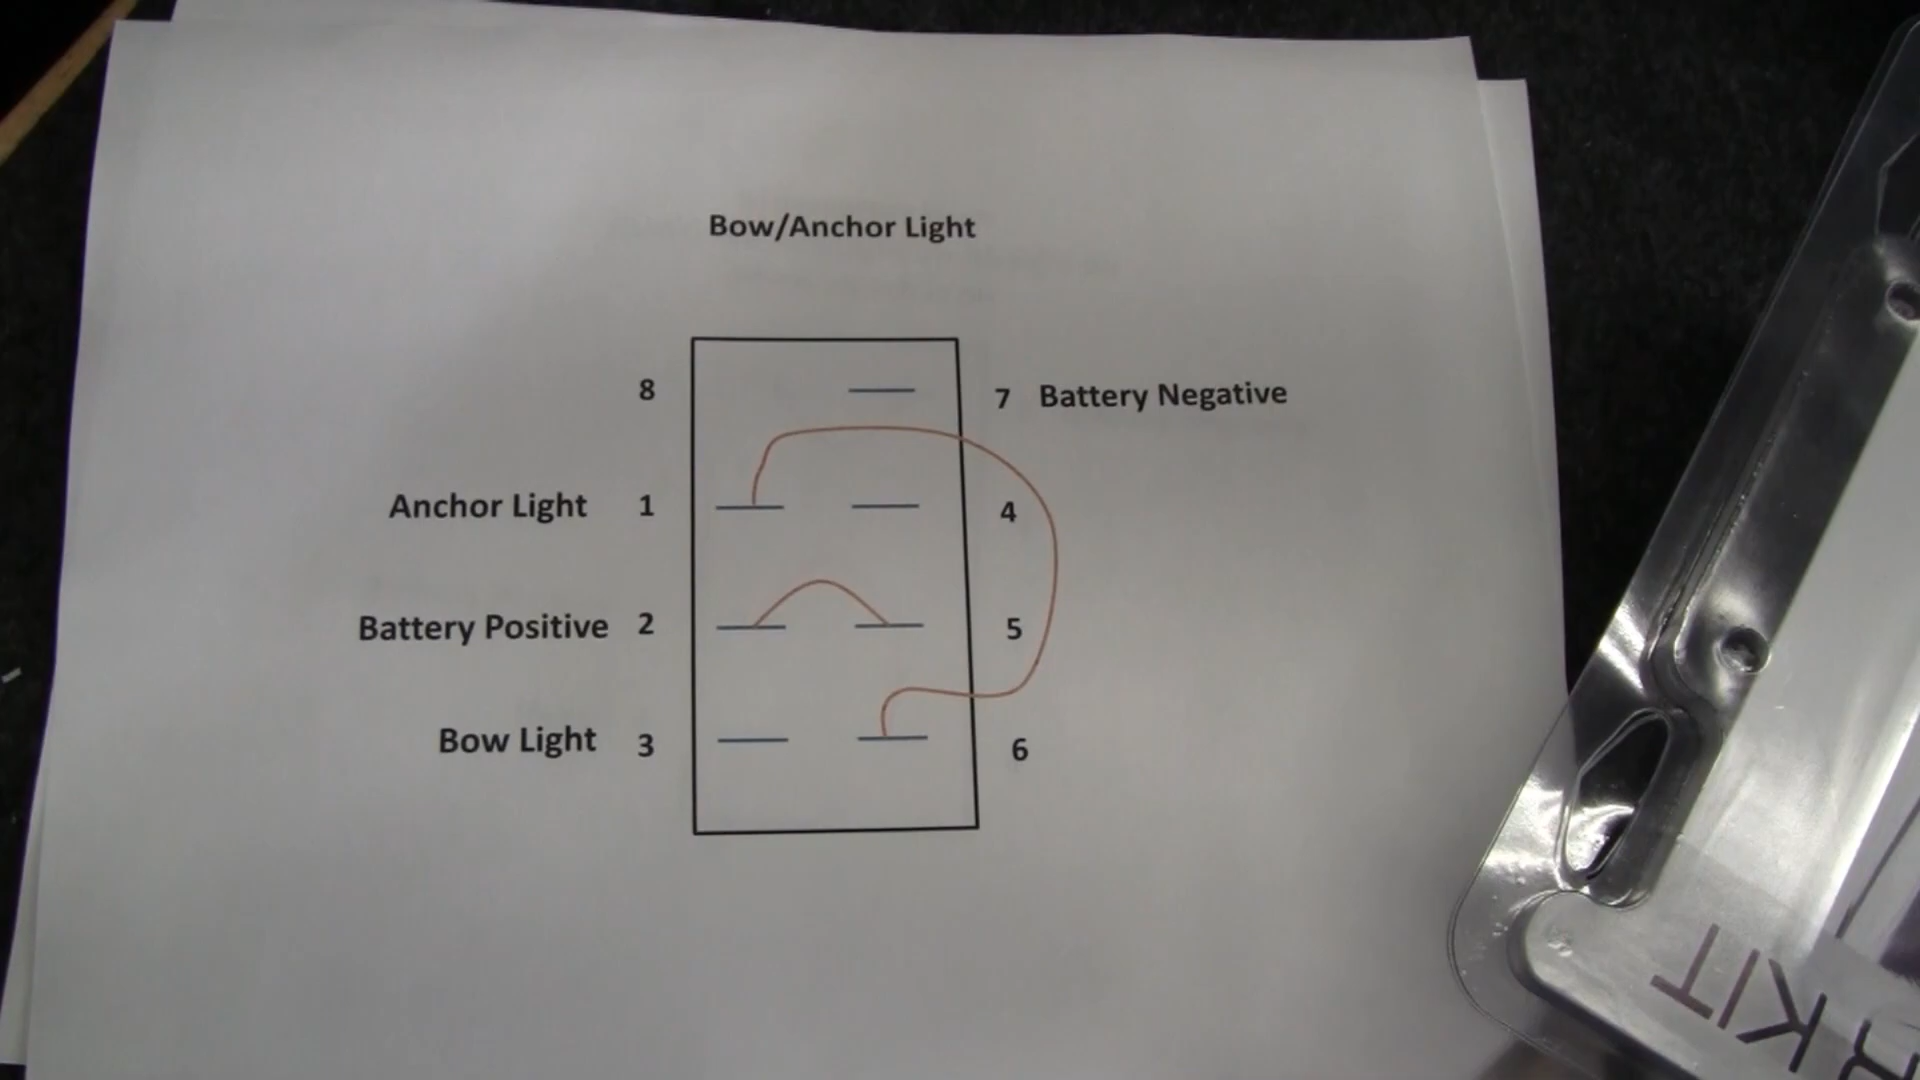 Bow/Anchor Light
8
7 Battery Negative
Anchor Light 1
4
Battery Positive 2
5
Bow Light 3
6
KIT